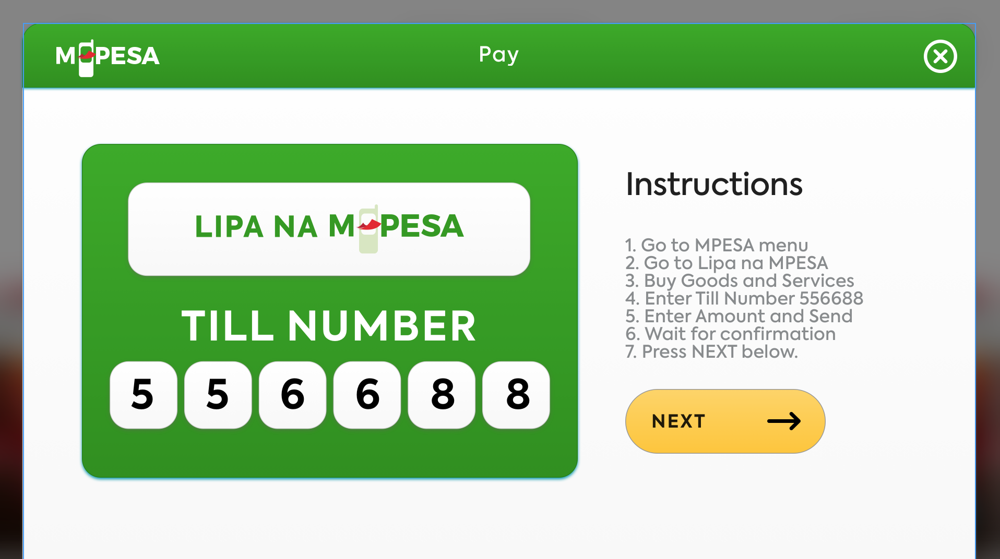 M PESA
Pay
LIPA NA M PESA
TILL NUMBER
5 5 6 6 8 8
Instructions
1. Go to MPESA menu
2. Go to Lipa na MPESA
3. Buy Goods and Services
4. Enter Till Number 556688
5. Enter Amount and Send
6. Wait for confirmation
7. Press NEXT below.
NEXT